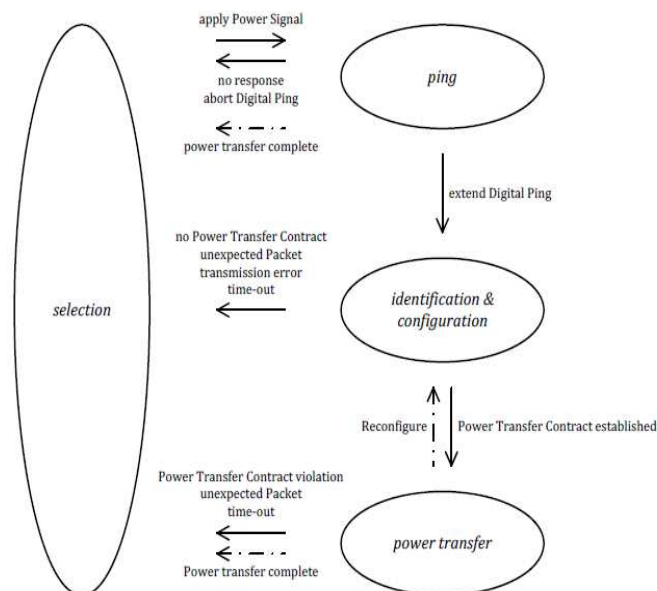 apply Power Signal
no response
abort Digital Ping
power transfer complete
ping
extend Digital Ping
no Power Transfer Contract
unexpected Packet
transmission error
time-out
selection
identification &
configuration
Reconfigure
Power Transfer Contract established
Power Transfer Contract violation
unexpected Packet
time-out
Power transfer complete
power transfer